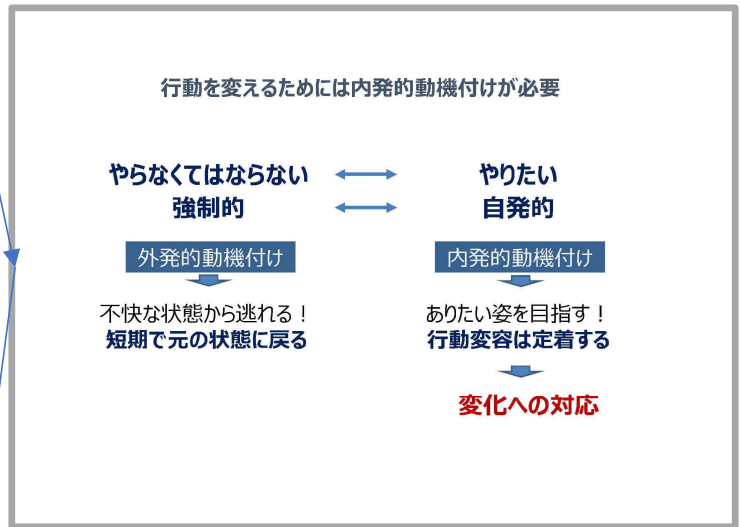 行動を変えるためには内発的動機付けが必要
やらなくてはならない
やりたい
強制的
自発的
外発的動機付け
内発的動機付け
不快な状態から逃れる！
ありたい姿を目指す！
短期で元の状態に戻る
行動変容は定着する
変化への対応